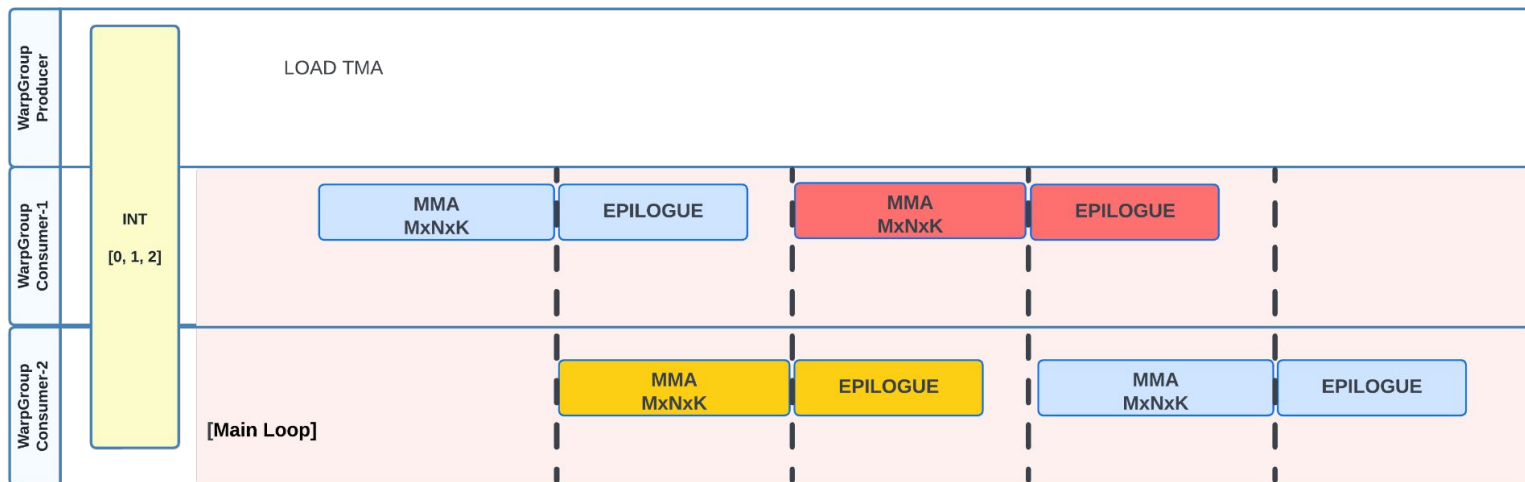 WarpGroup
Producer
LOAD TMA
INT
[0, 1, 2]
WarpGroup
Consumer-1
MMA
MxNxK
EPILOGUE
MMA
MxNxK
EPILOGUE
WarpGroup
Consumer-2
[Main Loop]
MMA
MxNxK
EPILOGUE
MMA
MxNxK
EPILOGUE